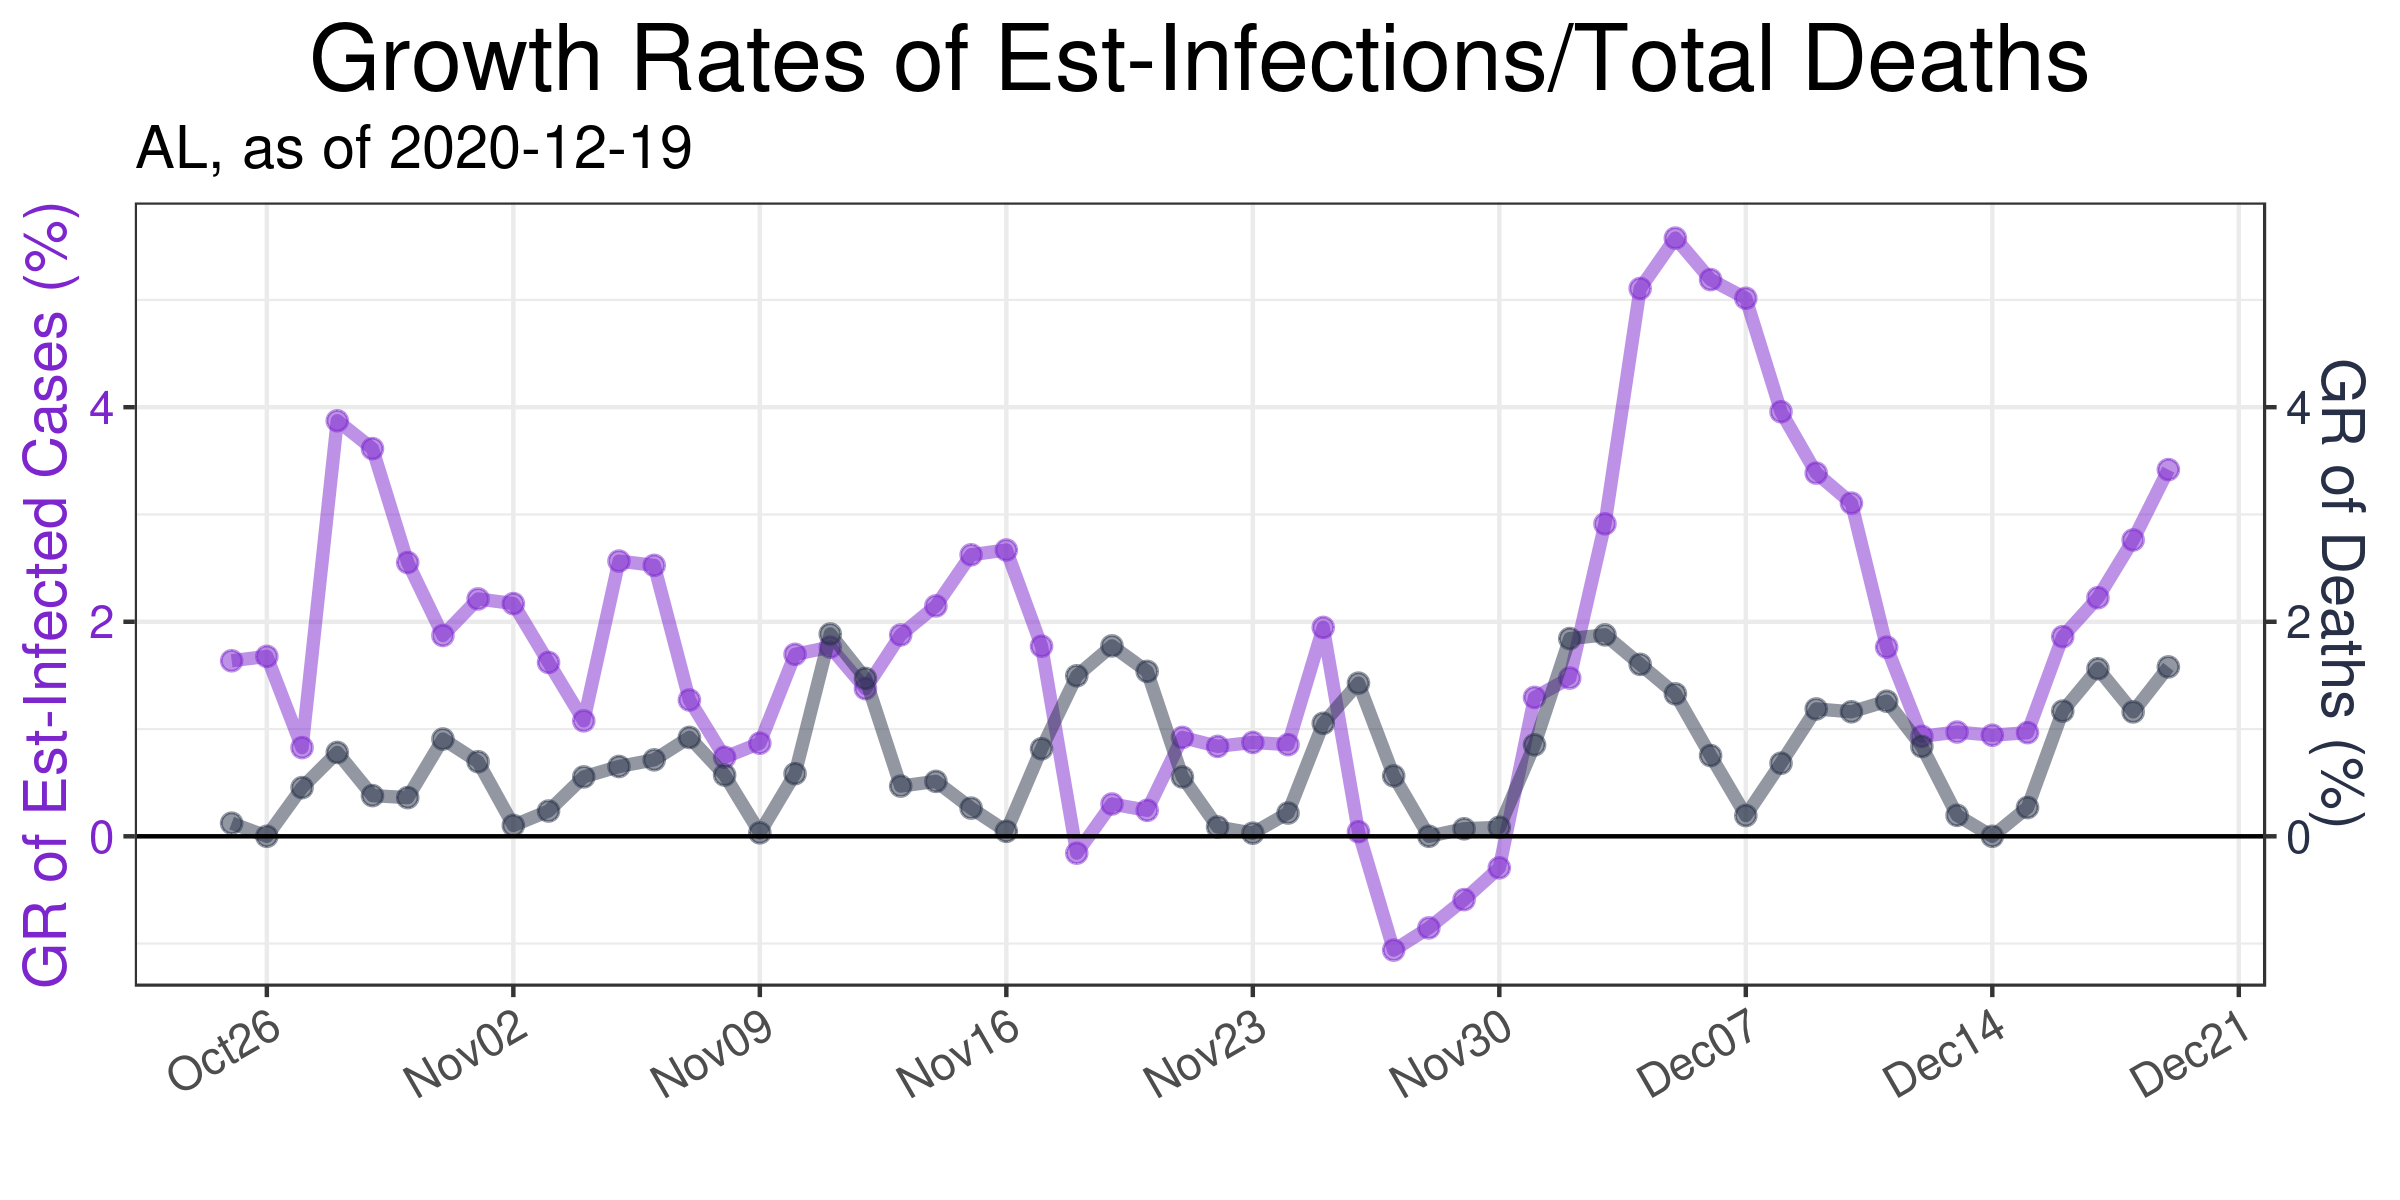 Growth Rates of Est-Infections/Total Deaths
AL, as of 2020-12-19
GR of Est-Infected Cases (%)
4
2
0
4
2
0
GR of Deaths (%)
Oct26
Nov02
Nov09
Nov16
Nov23
Nov30
Dec07
Dec14
Dec21